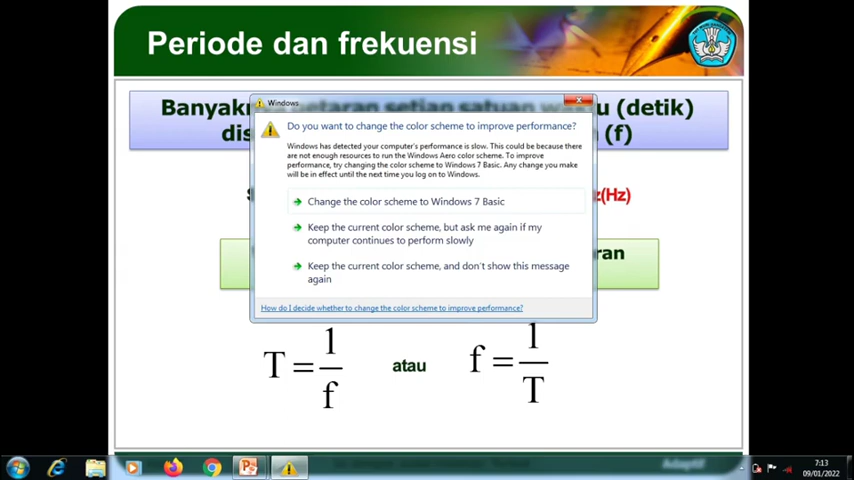 Periode dan frekuensi
Windows
(detik)
Do you want to change the color scheme to improve performance?
(f)
Windows has detected your computer's performance is slow. This could be because there
are not enough resources to run the Windows Aero color scheme. To improve
performance, try changing the color scheme to Windows 7 Basic. Any change you make
will be in effect until the next time you log on to Windows.
Change the color scheme to Windows 7 Basic
(Hz)
Keep the current color scheme, but ask me again if my
computer continues to perform slowly
Keep the current color scheme, and don't show this message
again
How do I decide whether to change the color scheme to improve performance?
T = 1/f atau f = 1/T
Adaptif
7:13
09/01/2022